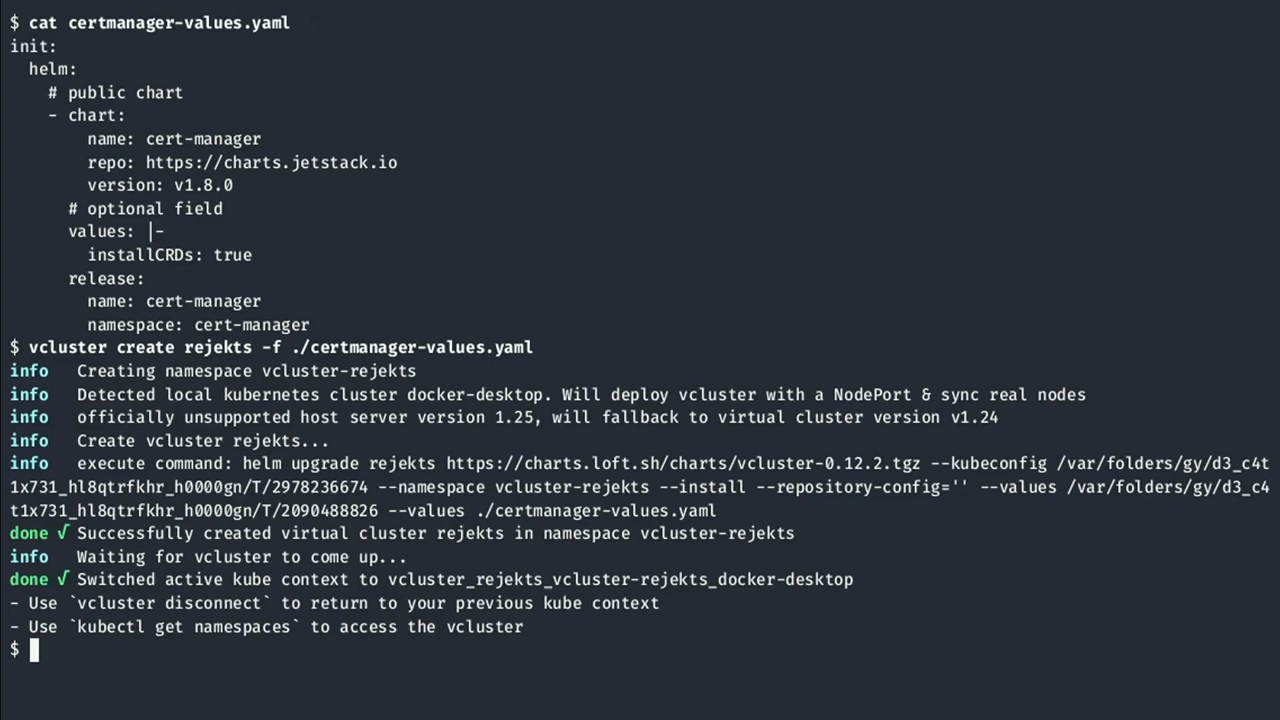 $ cat certmanager-values.yaml
init:
  helm:
    # public chart
    - chart:
        name: cert-manager
        repo: https://charts.jetstack.io
        version: v1.8.0
      # optional field
      values: |-
        installCRDs: true
      release:
        name: cert-manager
        namespace: cert-manager
$ vcluster create rejekts -f ./certmanager-values.yaml
info   Creating namespace vcluster-rejekts
info   Detected local kubernetes cluster docker-desktop. Will deploy vcluster with a NodePort & sync real nodes
info   officially unsupported host server version 1.25, will fallback to virtual cluster version v1.24
info   Create vcluster rejekts...
info   execute command: helm upgrade rejekts https://charts.loft.sh/charts/vcluster-0.12.2.tgz --kubeconfig /var/folders/gy/d3_c4t
1x731_hl8qtrfkhr_h0000gn/T/2978236674 --namespace vcluster-rejekts --install --repository-config='' --values /var/folders/gy/d3_c4
t1x731_hl8qtrfkhr_h0000gn/T/2090488826 --values ./certmanager-values.yaml
done √ Successfully created virtual cluster rejekts in namespace vcluster-rejekts
info   Waiting for vcluster to come up...
done √ Switched active kube context to vcluster_rejekts_vcluster-rejekts_docker-desktop
- Use `vcluster disconnect` to return to your previous kube context
- Use `kubectl get namespaces` to access the vcluster
$